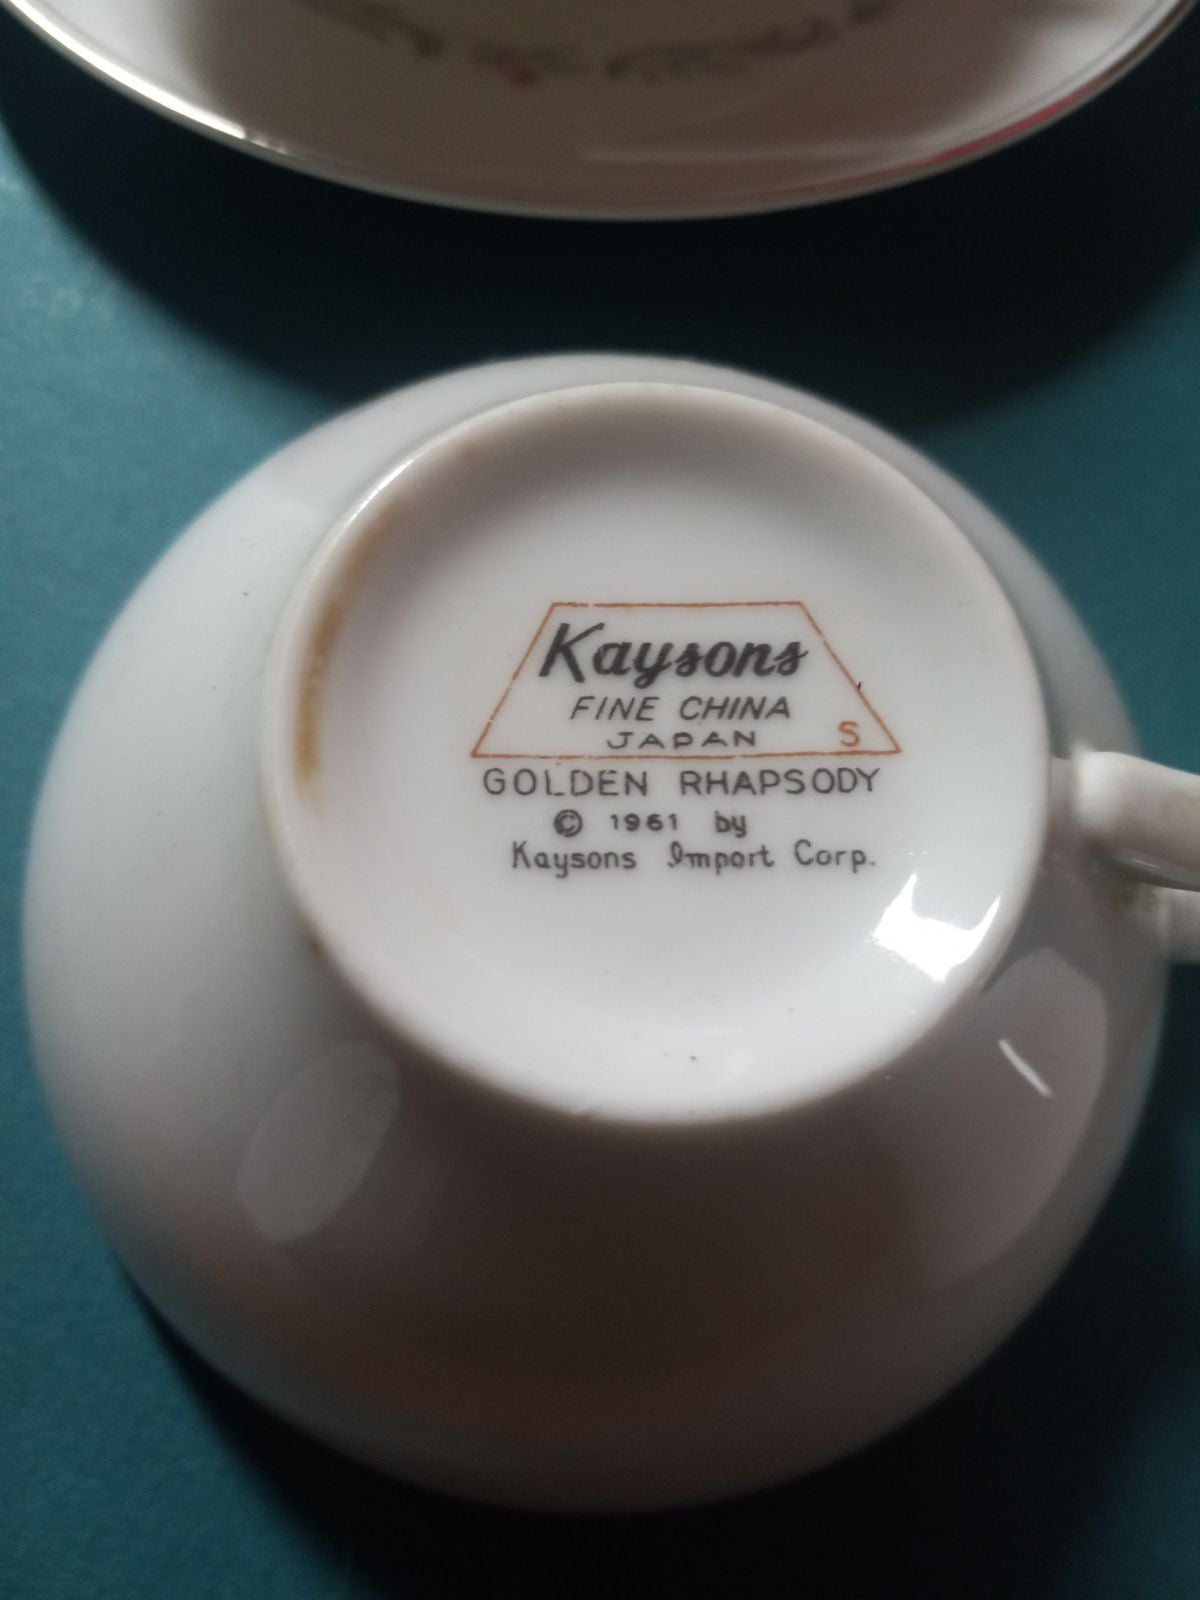 Kaysons
FINE CHINA
JAPAN S
GOLDEN RHAPSODY
© 1961 by
Kaysons Import Corp.